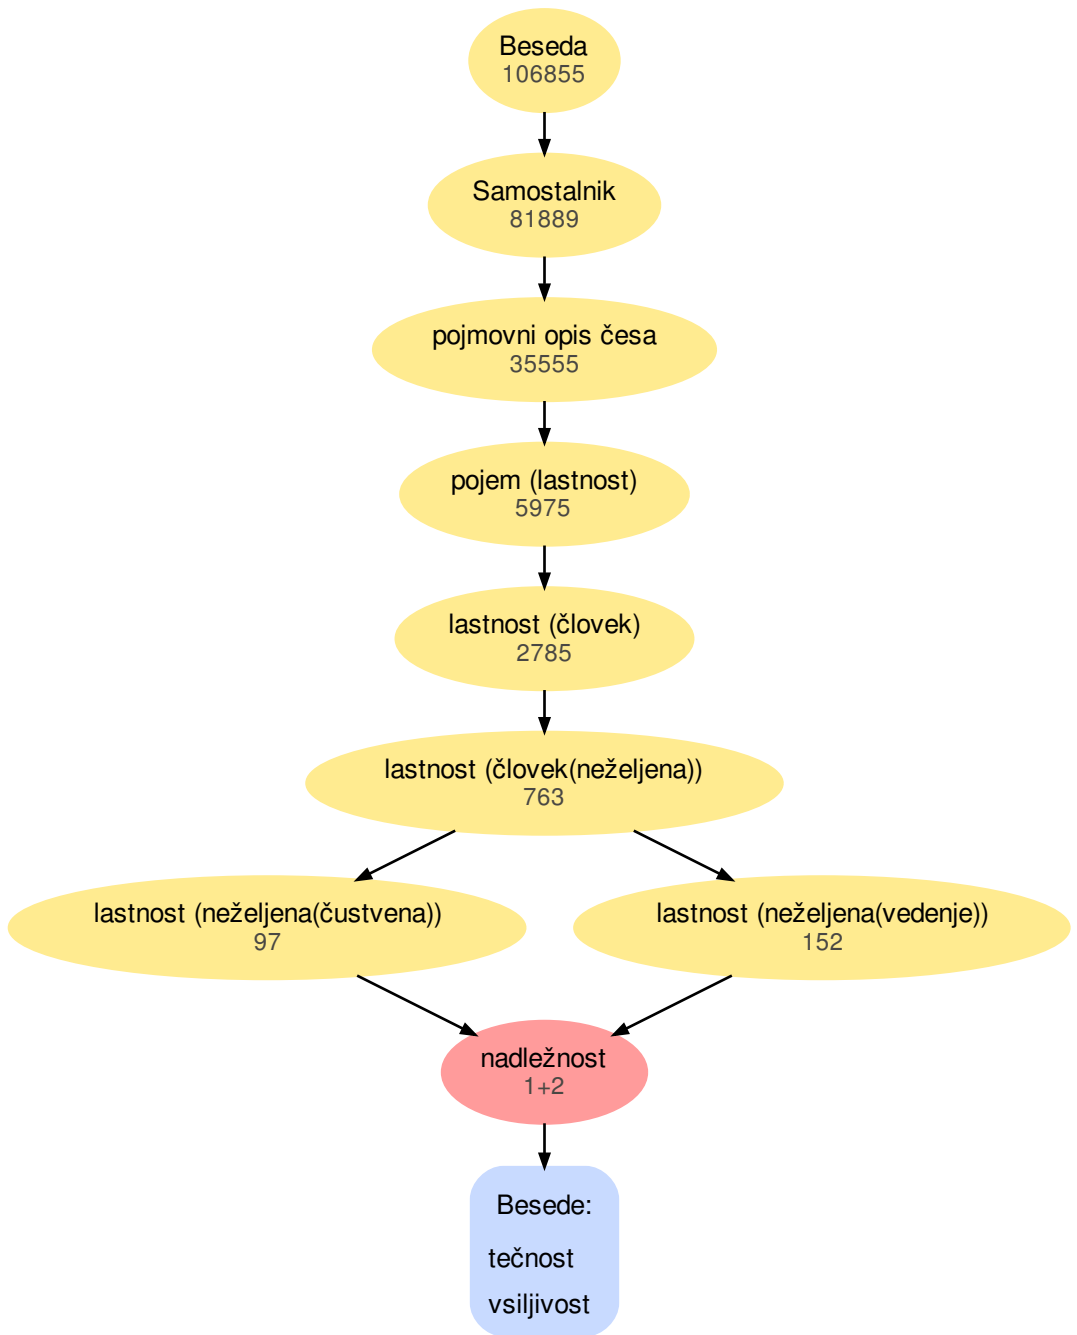 Beseda
106855
Samostalnik
81889
pojmovni opis česa
35555
pojem (lastnost)
5975
lastnost (človek)
2785
lastnost (človek(neželjena))
763
lastnost (neželjena(čustvena))
97
lastnost (neželjena(vedenje))
152
nadležnost
1+2
Besede:
tečnost
vsiljivost